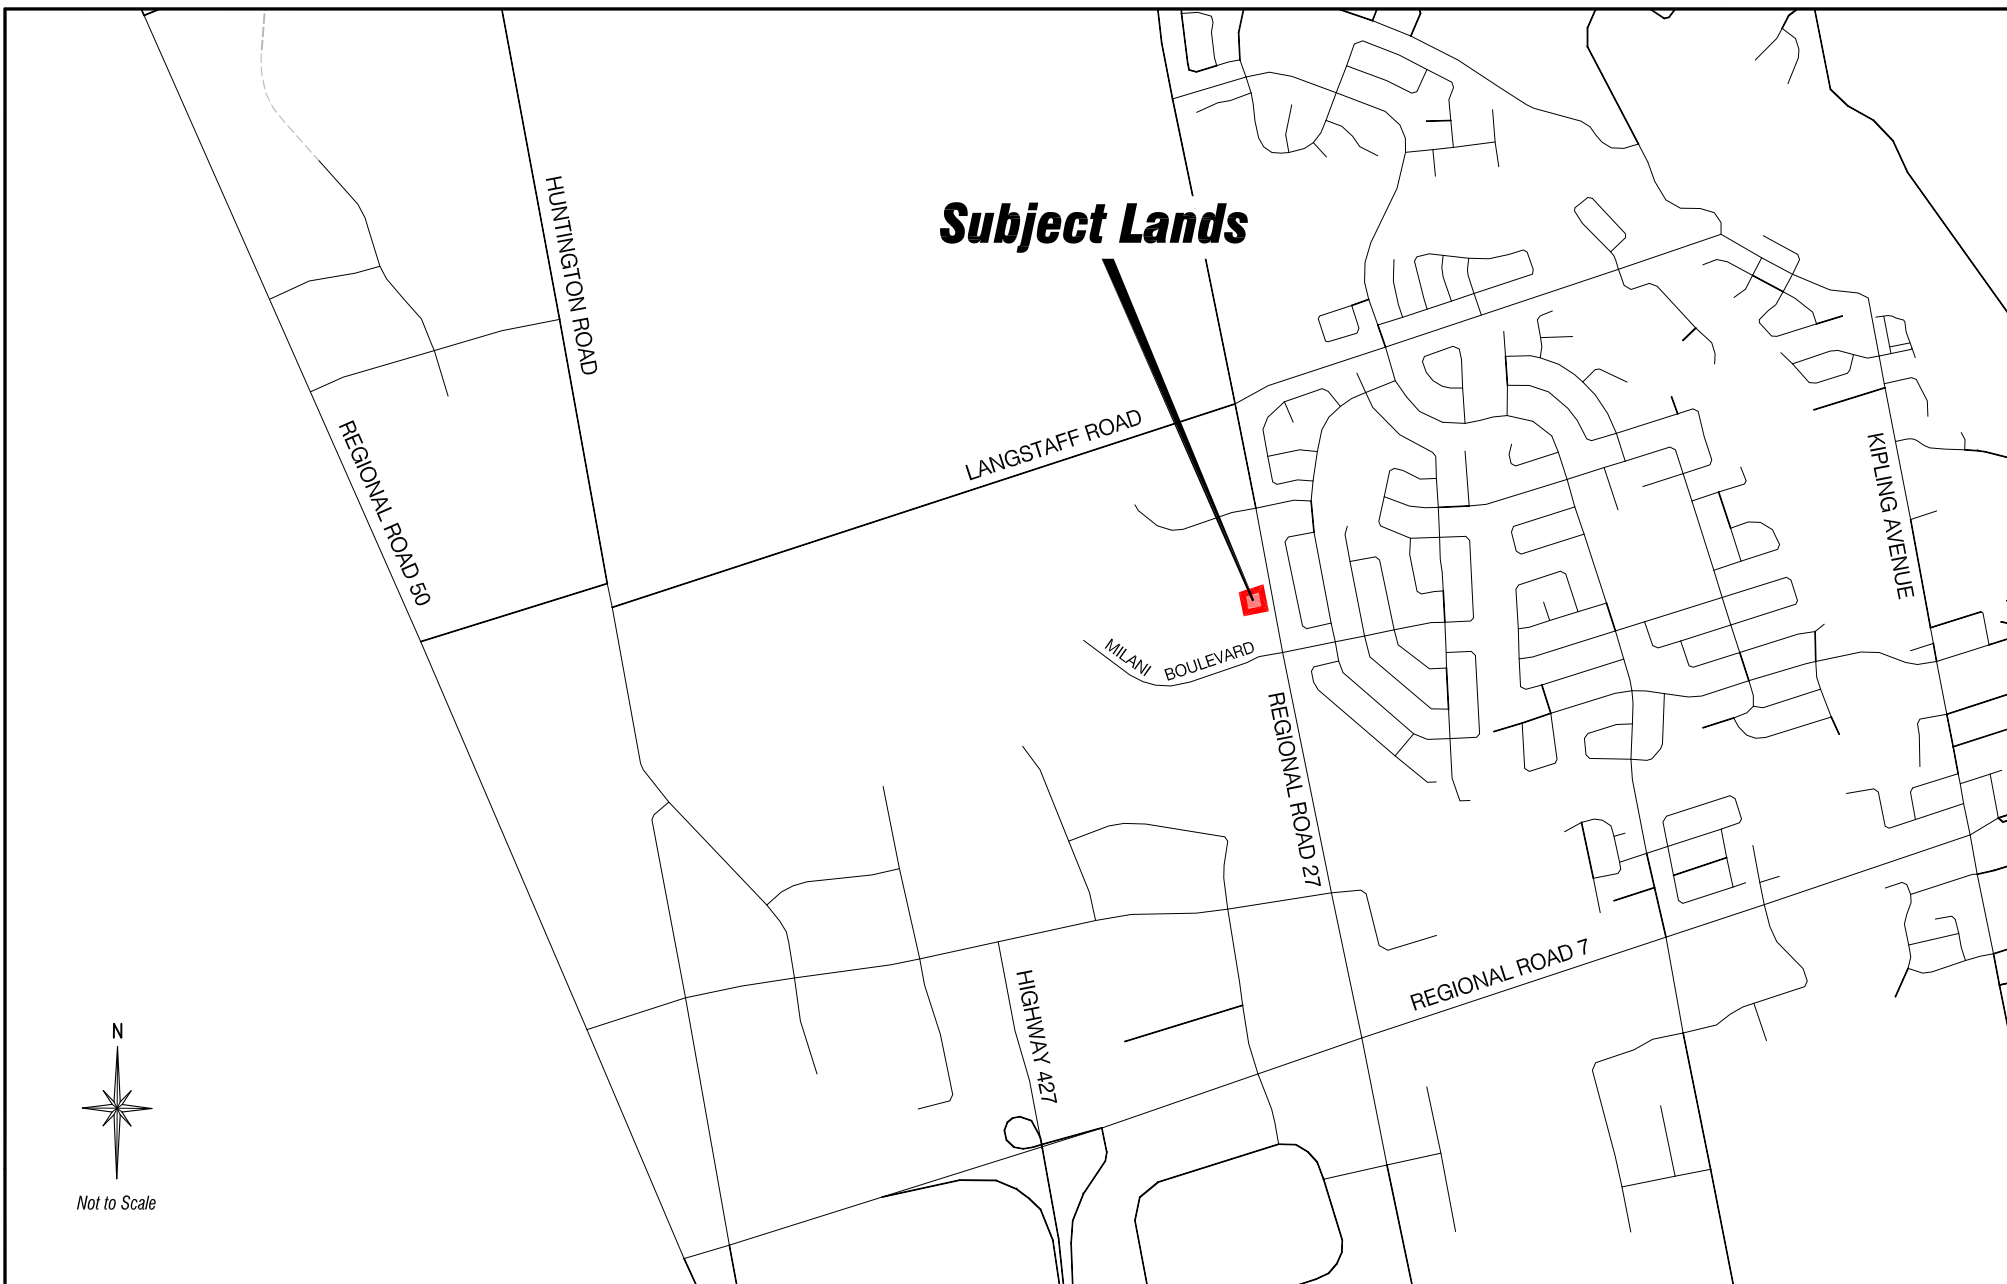 Subject Lands
HUNTINGTON ROAD
REGIONAL ROAD 50
LANGSTAFF ROAD
KIPLING AVENUE
MILANI BOULEVARD
REGIONAL ROAD 27
REGIONAL ROAD 7
HIGHWAY 427
N
Not to Scale